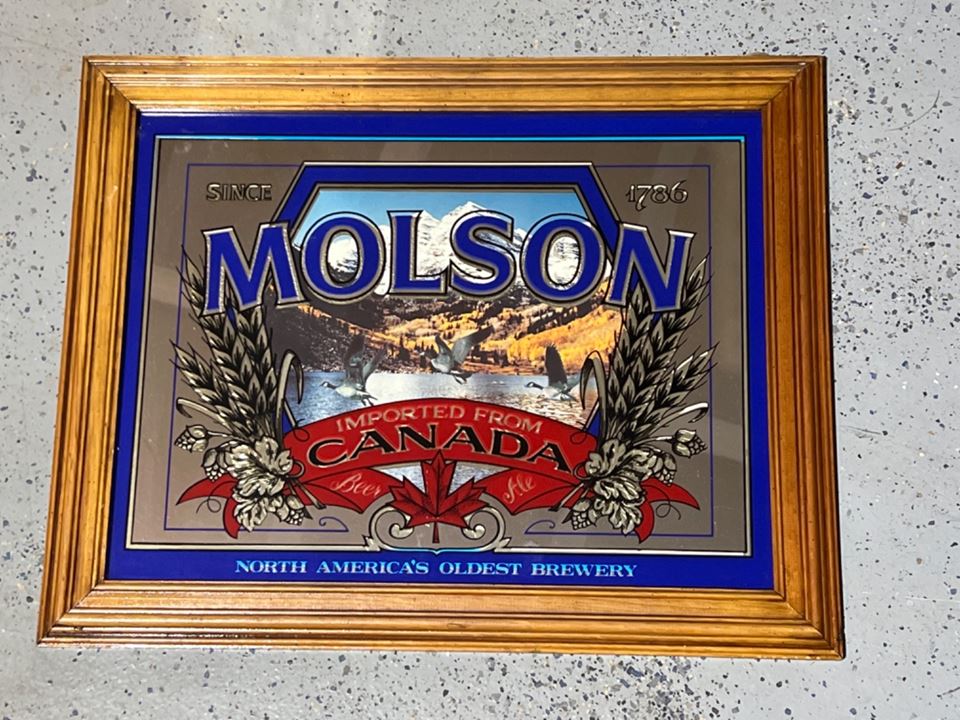 SINCE 1786
MOLSON
IMPORTED FROM
CANADA
Beer Ale
NORTH AMERICA'S OLDEST BREWERY